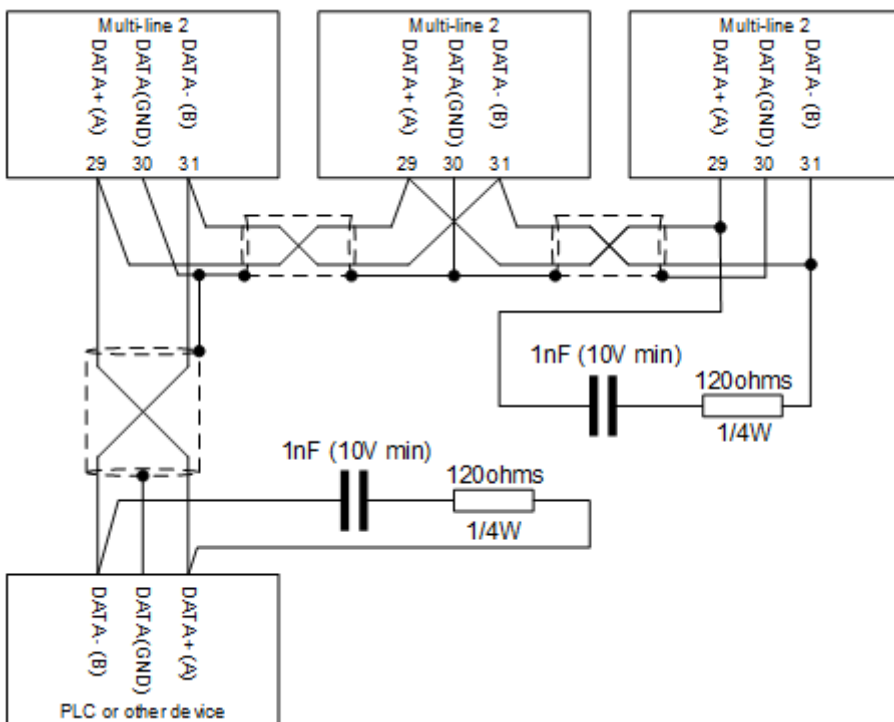 Multi-line 2
DATA+ (A)
DATA(GND)
DATA- (B)
29 30 31
Multi-line 2
DATA+ (A)
DATA(GND)
DATA- (B)
29 30 31
Multi-line 2
DATA+ (A)
DATA(GND)
DATA- (B)
29 30 31
1nF (10V min)
120ohms
1/4W
1nF (10V min)
120ohms
1/4W
DATA- (B)
DATA(GND)
DATA+ (A)
PLC or other device